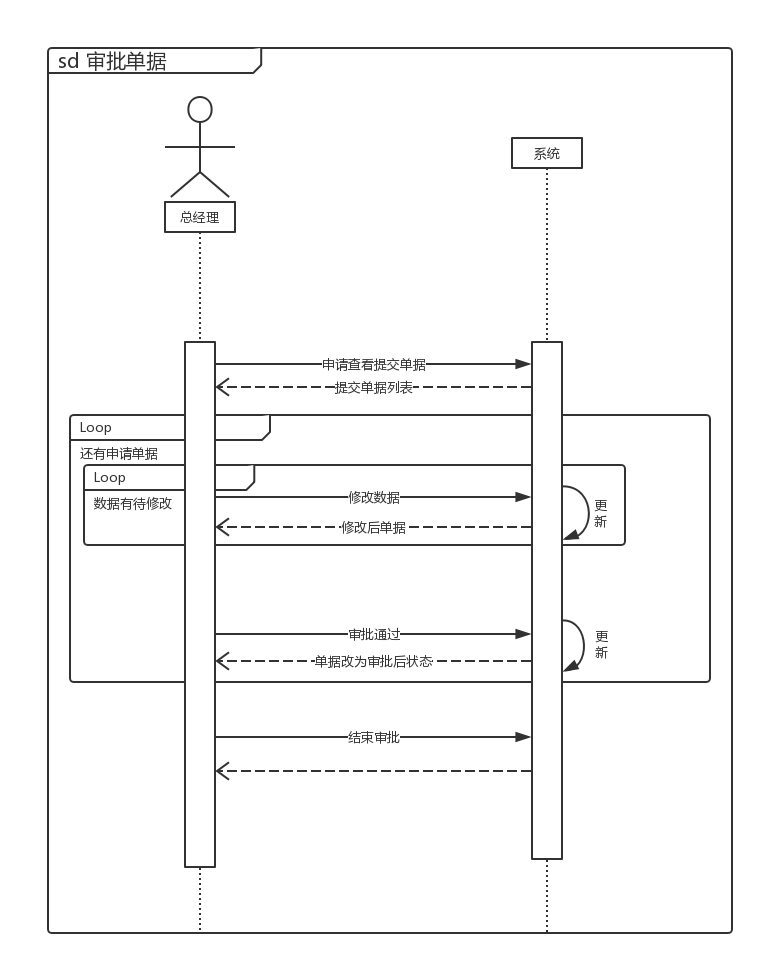 sd 审批单据
系统
总经理
申请查看提交单据
提交单据列表
Loop
还有申请单据
Loop
数据有待修改
修改数据
更
新
修改后单据
审批通过
更
新
单据改为审批后状态
结束审批